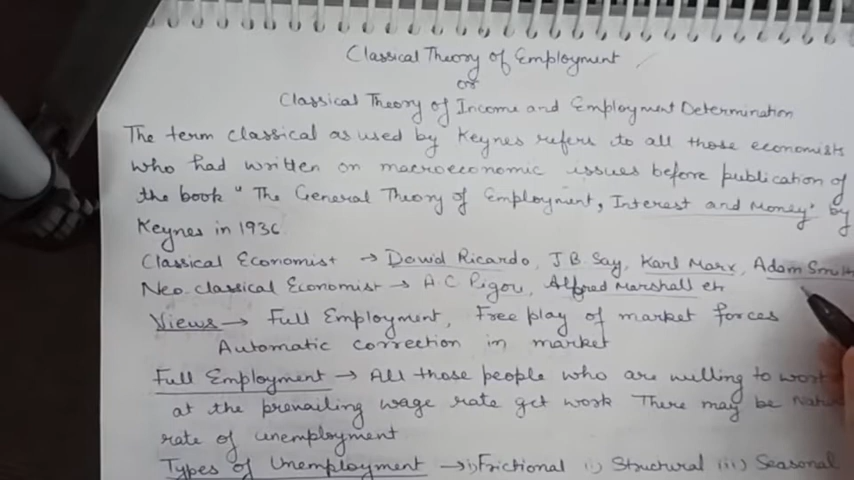 Classical Theory of Employment
or
Classical Theory of Income and Employment Determination
The term classical as used by Keynes refers to all those economists
who had written on macroeconomic issues before publication of
the book "The General Theory of Employment, Interest and Money" by
Keynes in 1936
Classical Economist → David Ricardo, J B. Say, Karl Marx, Adam Smith
Neo classical Economist → A.C. Pigou, Alfred Marshall etc
Views → Full Employment, Free play of market forces
Automatic correction in market
Full Employment → All those people who are willing to work
at the prevailing wage rate get work There may be
rate of unemployment
Types of Unemployment → i) Frictional ii) Structural iii) Seasonal